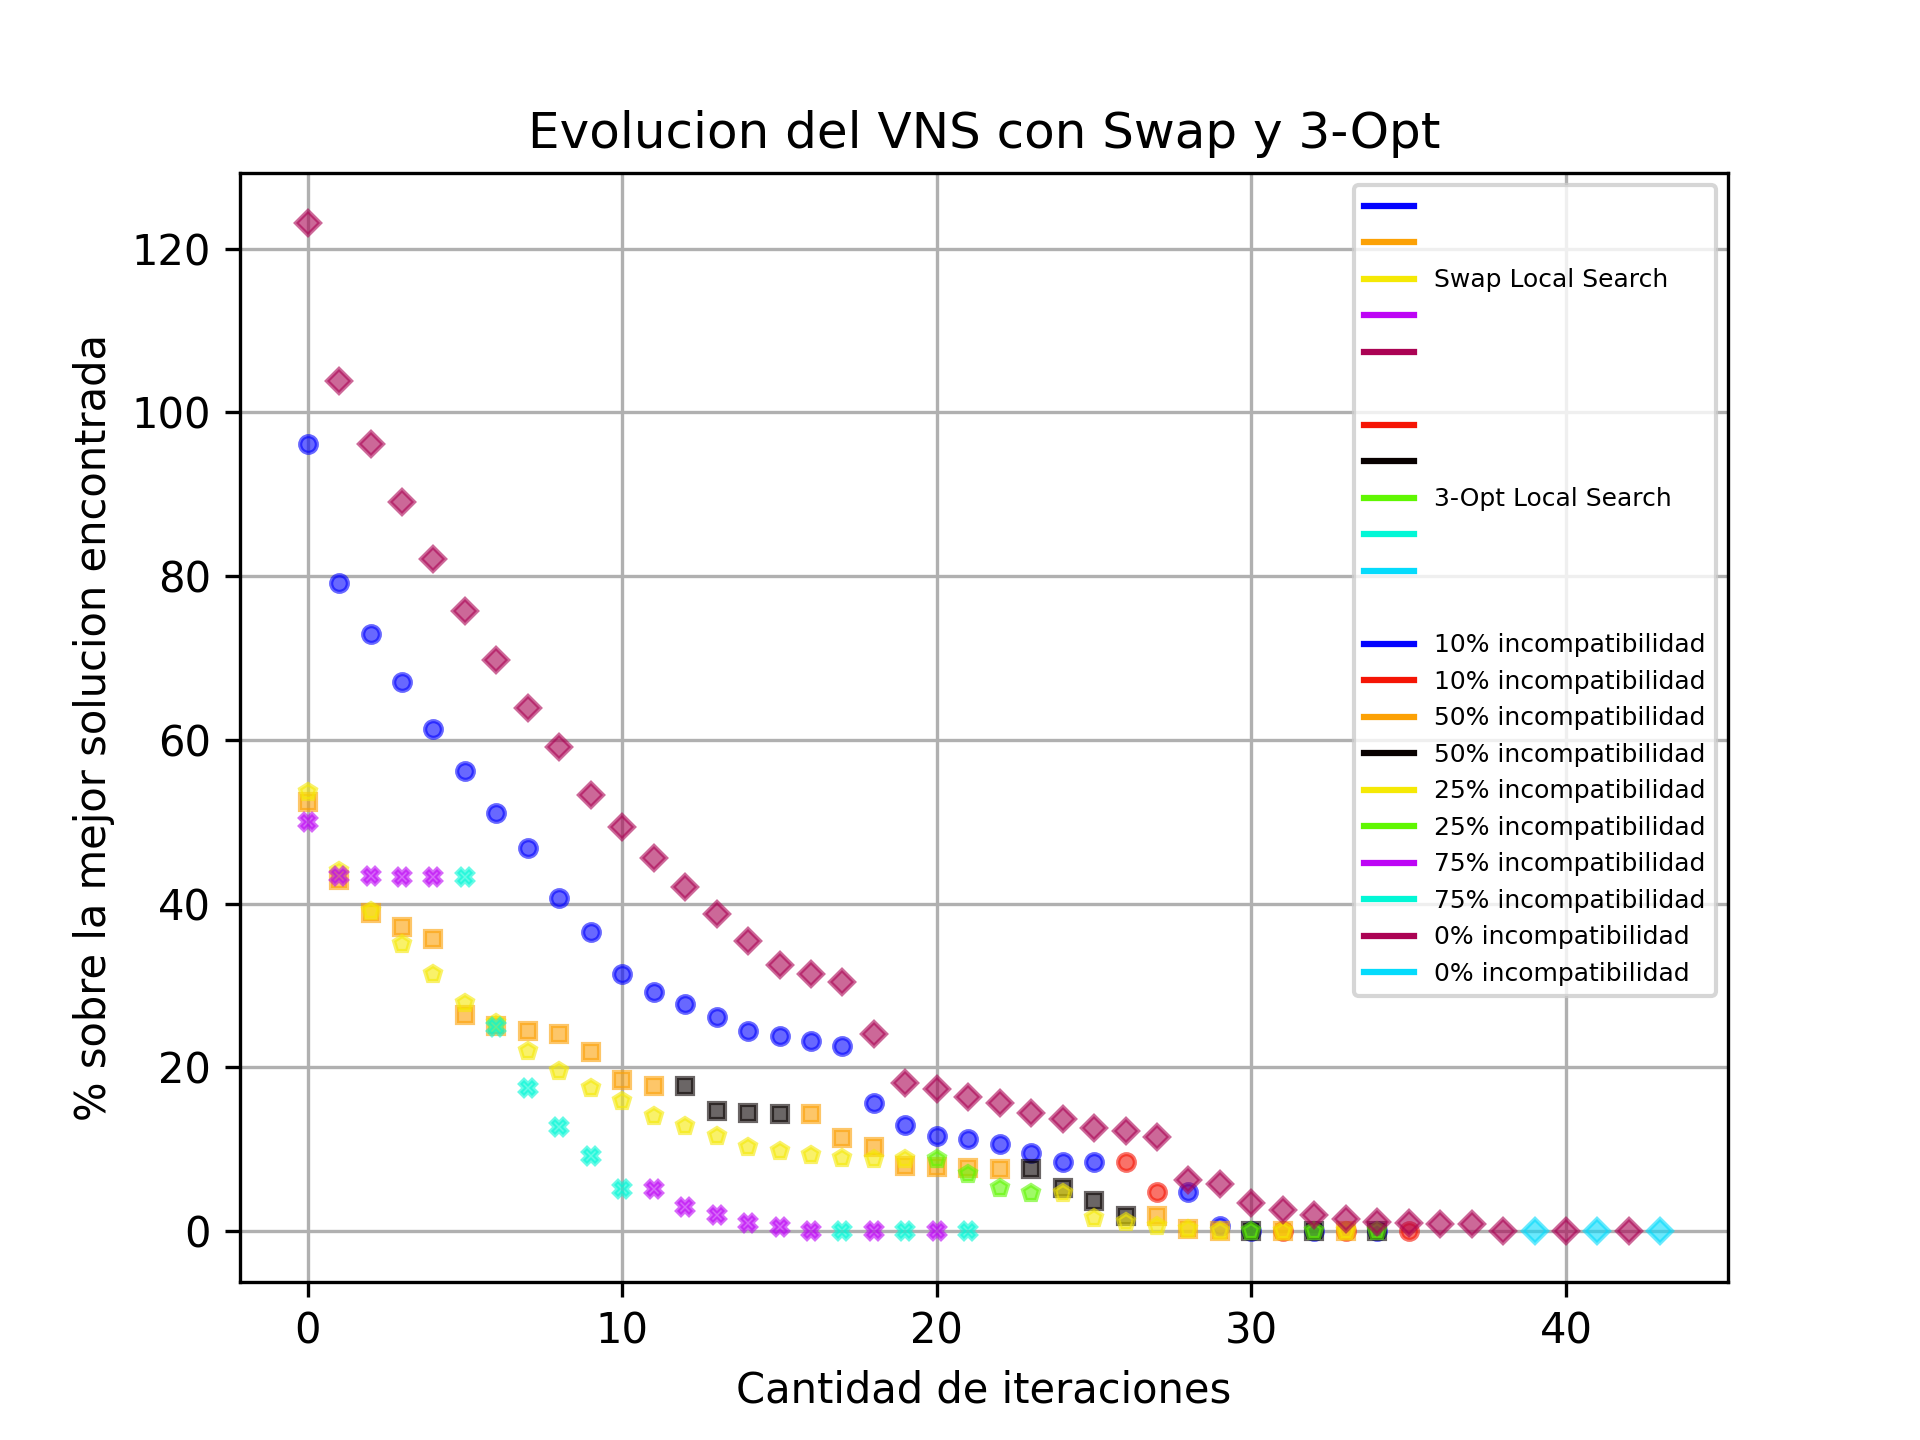 Evolucion del VNS con Swap y 3-Opt
% sobre la mejor solucion encontrada
120
100
80
60
40
20
0
0 10 20 30 40
Cantidad de iteraciones
Swap Local Search
3-Opt Local Search
10% incompatibilidad
10% incompatibilidad
50% incompatibilidad
50% incompatibilidad
25% incompatibilidad
25% incompatibilidad
75% incompatibilidad
75% incompatibilidad
0% incompatibilidad
0% incompatibilidad